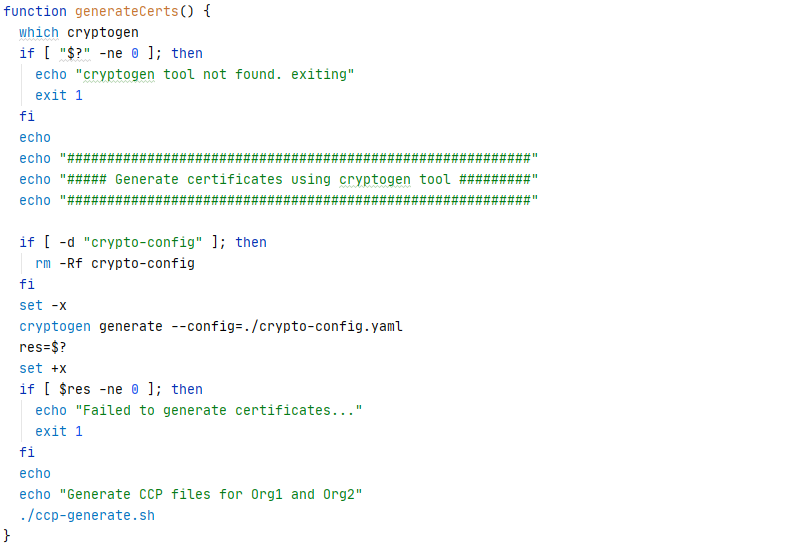 function generateCerts() {
  which cryptogen
  if [ "$?" -ne 0 ]; then
    echo "cryptogen tool not found. exiting"
    exit 1
  fi
  echo
  echo "##########################################################"
  echo "##### Generate certificates using cryptogen tool #########"
  echo "##########################################################"

  if [ -d "crypto-config" ]; then
    rm -Rf crypto-config
  fi
  set -x
  cryptogen generate --config=./crypto-config.yaml
  res=$?
  set +x
  if [ $res -ne 0 ]; then
    echo "Failed to generate certificates..."
    exit 1
  fi
  echo
  echo "Generate CCP files for Org1 and Org2"
  ./ccp-generate.sh
}